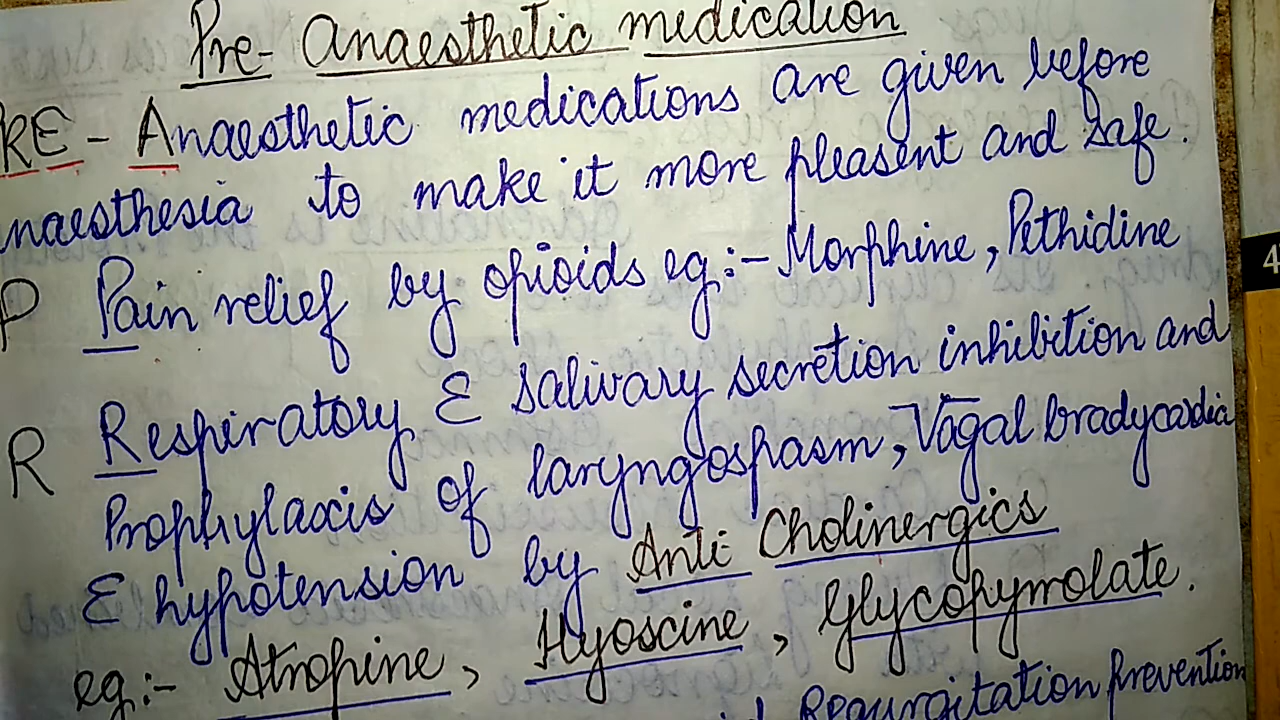 Pre- Anaesthetic medication
RE - Anaesthetic medications are given before
naesthesia to make it more pleasent and safe.
P Pain relief by opioids eg:- Morphine, Pethidine
R Respiratory & salivary secretion inhibition and
Prophylaxis of laryngospasm, Vagal bradycardia
& hypotension by Anti Cholinergics
eg:- Atropine, Hyoscine, Glycopyrrolate.
Regurgitation prevention
4